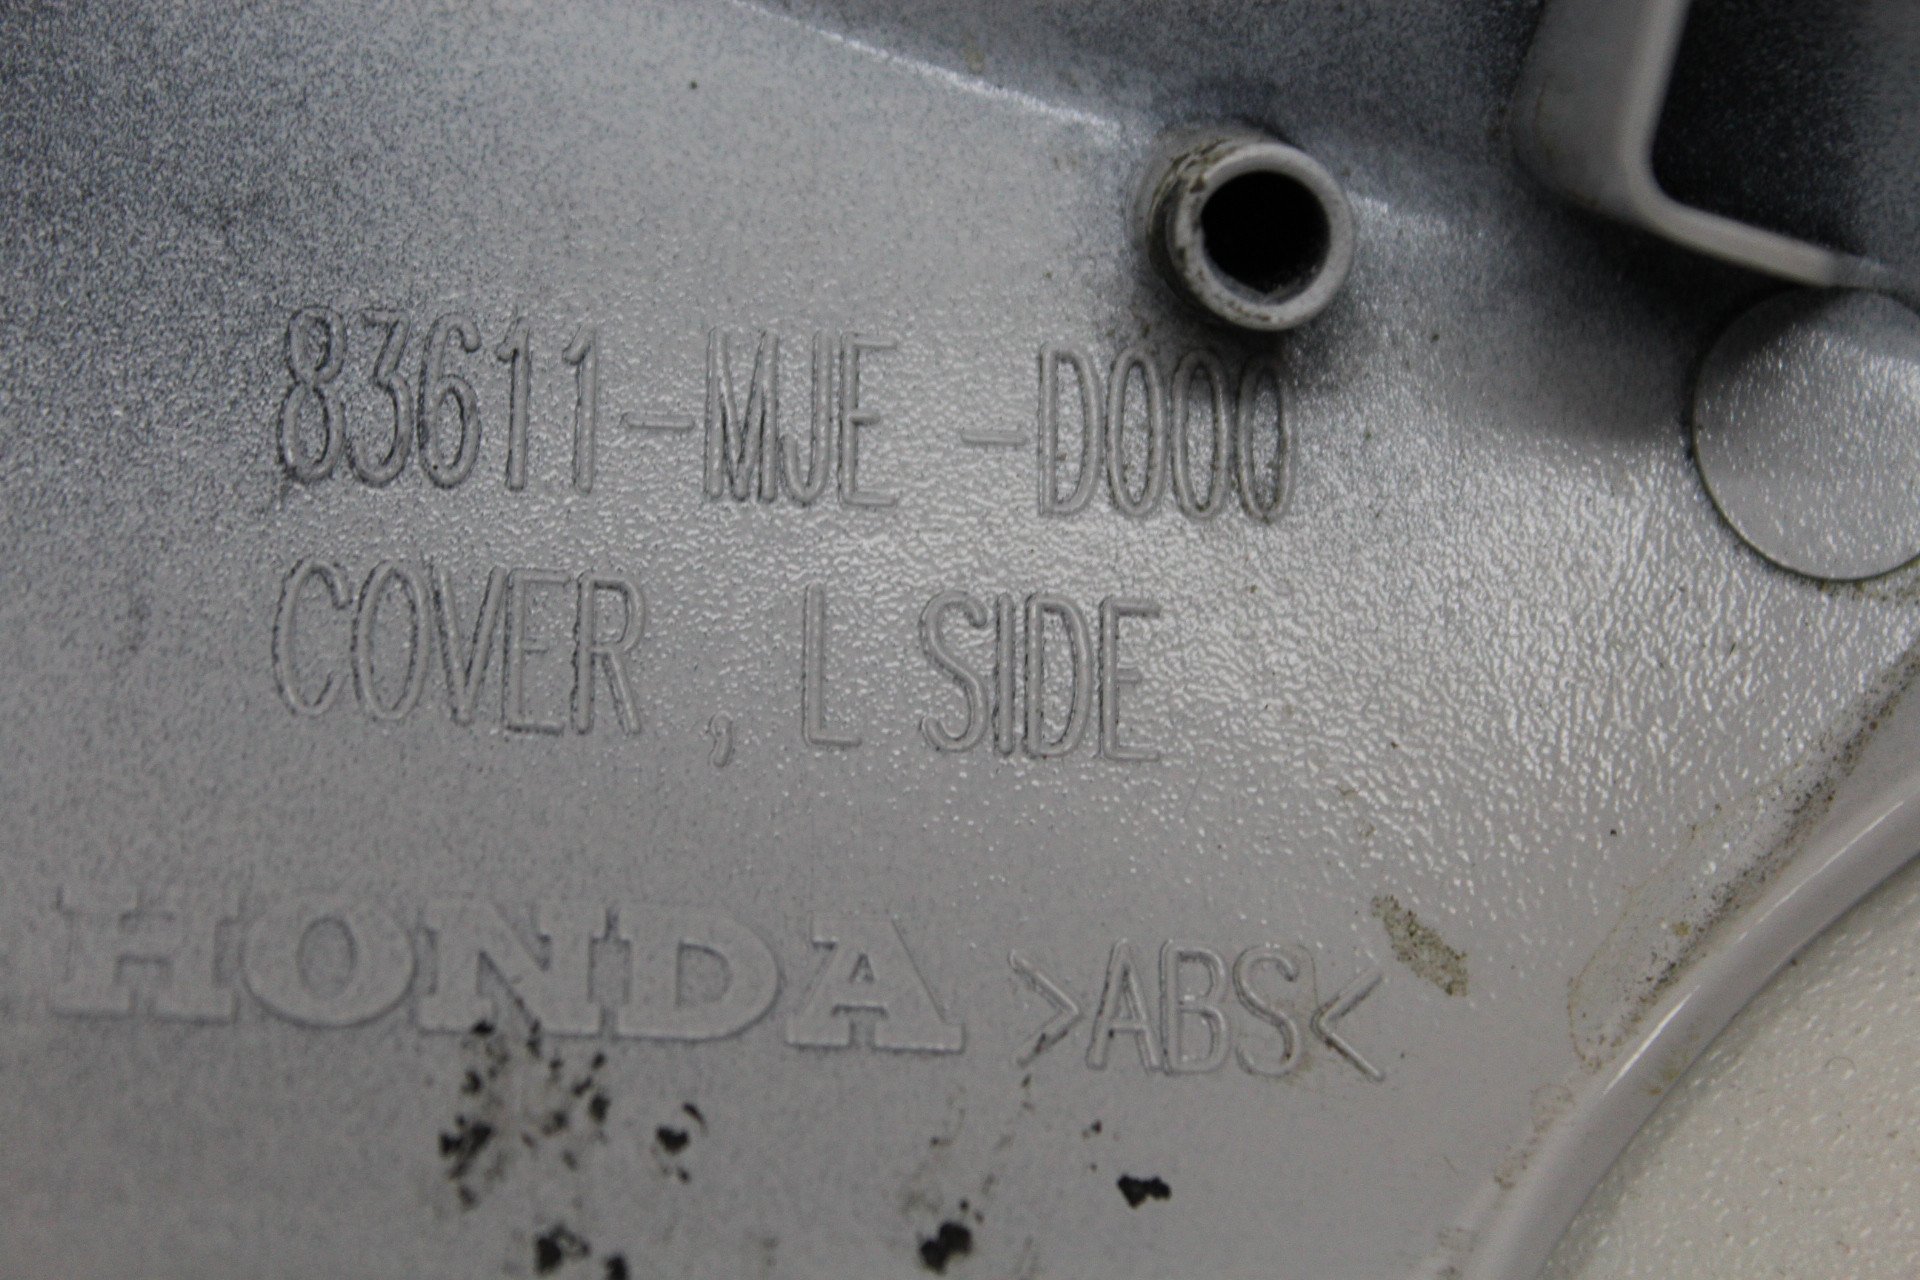 83611-MJE-D000
COVER, L SIDE
HONDA >ABS<